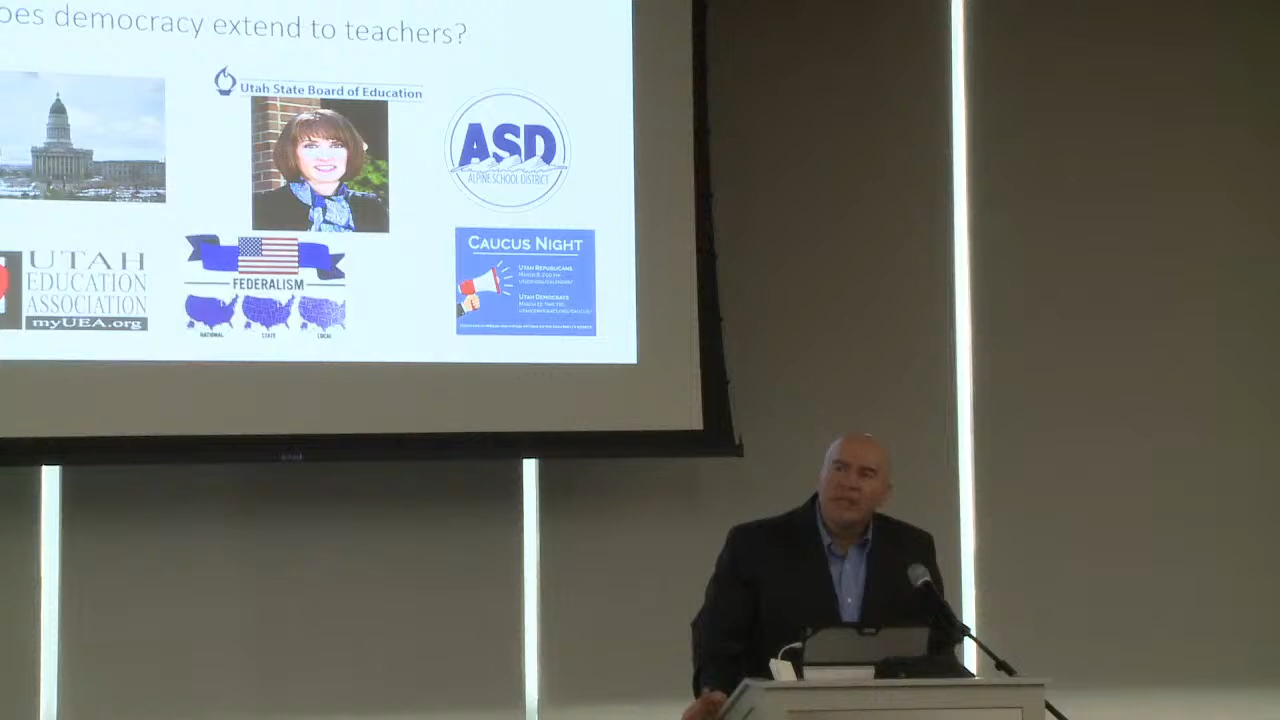 oes democracy extend to teachers?
Utah State Board of Education
ASD
ALPINE SCHOOL DISTRICT
CAUCUS NIGHT
UTAH REPUBLICANS
UTAH DEMOCRATS
UTAH
EDUCATION
ASSOCIATION
myUEA.org
FEDERALISM
NATIONAL
STATE
LOCAL